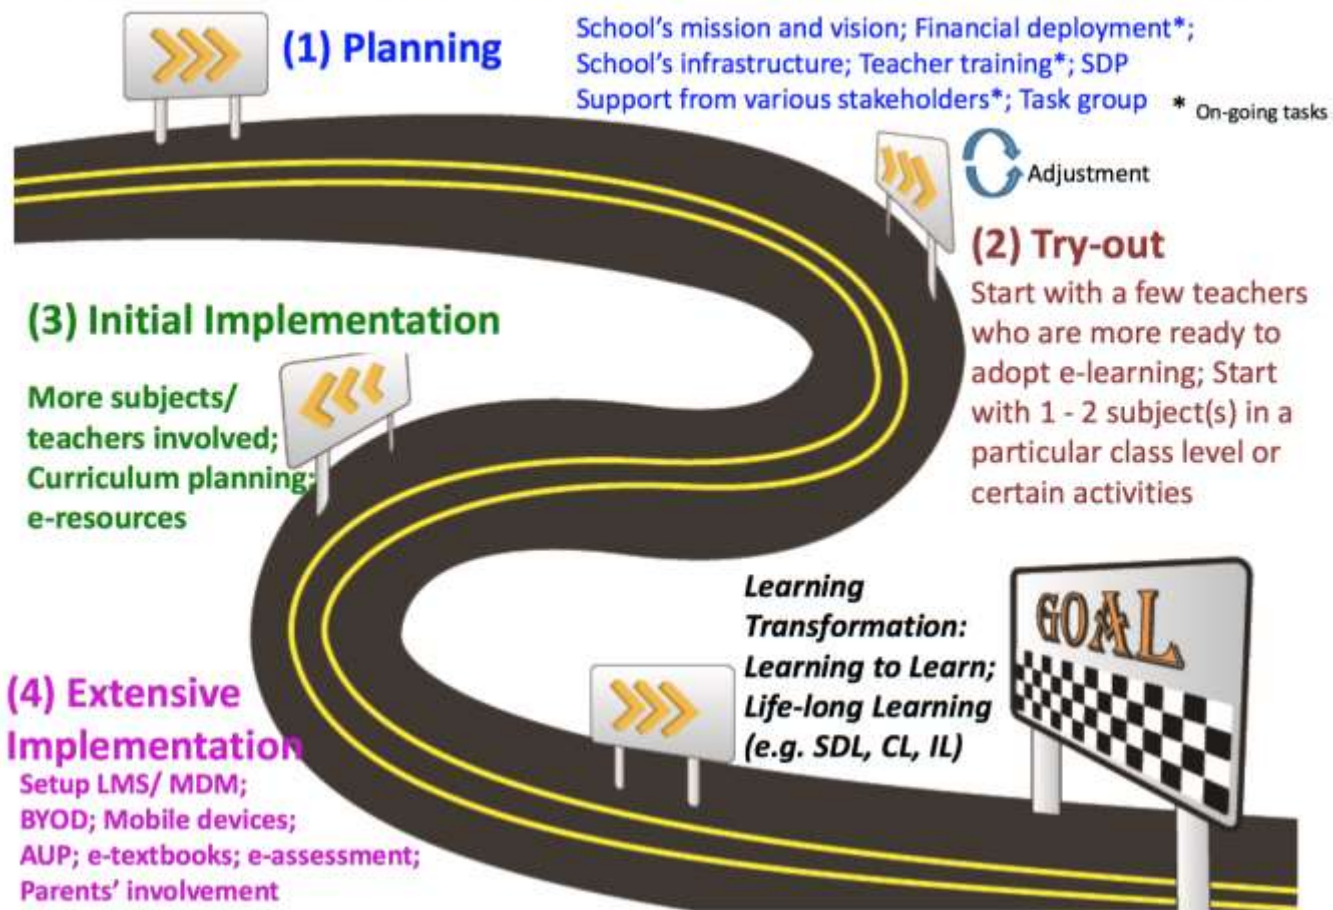 (1) Planning
School's mission and vision; Financial deployment*;
School's infrastructure; Teacher training*; SDP
Support from various stakeholders*; Task group
* On-going tasks
Adjustment
(2) Try-out
Start with a few teachers
who are more ready to
adopt e-learning; Start
with 1 - 2 subject(s) in a
particular class level or
certain activities
(3) Initial Implementation
More subjects/
teachers involved;
Curriculum planning;
e-resources
(4) Extensive
Implementation
Setup LMS/ MDM;
BYOD; Mobile devices;
AUP; e-textbooks; e-assessment;
Parents' involvement
Learning
Transformation:
Learning to Learn;
Life-long Learning
(e.g. SDL, CL, IL)
GOAL